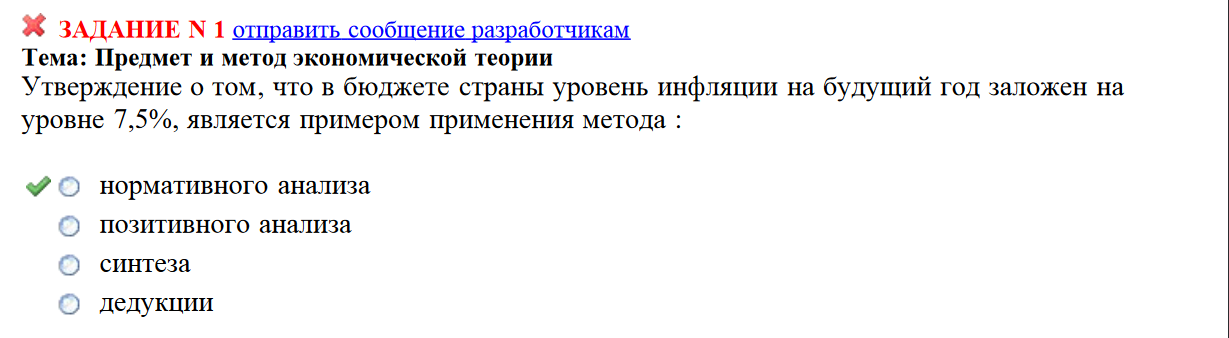 ЗАДАНИЕ N 1 отправить сообщение разработчикам
Тема: Предмет и метод экономической теории
Утверждение о том, что в бюджете страны уровень инфляции на будущий год заложен на
уровне 7,5%, является примером применения метода :
нормативного анализа
позитивного анализа
синтеза
дедукции